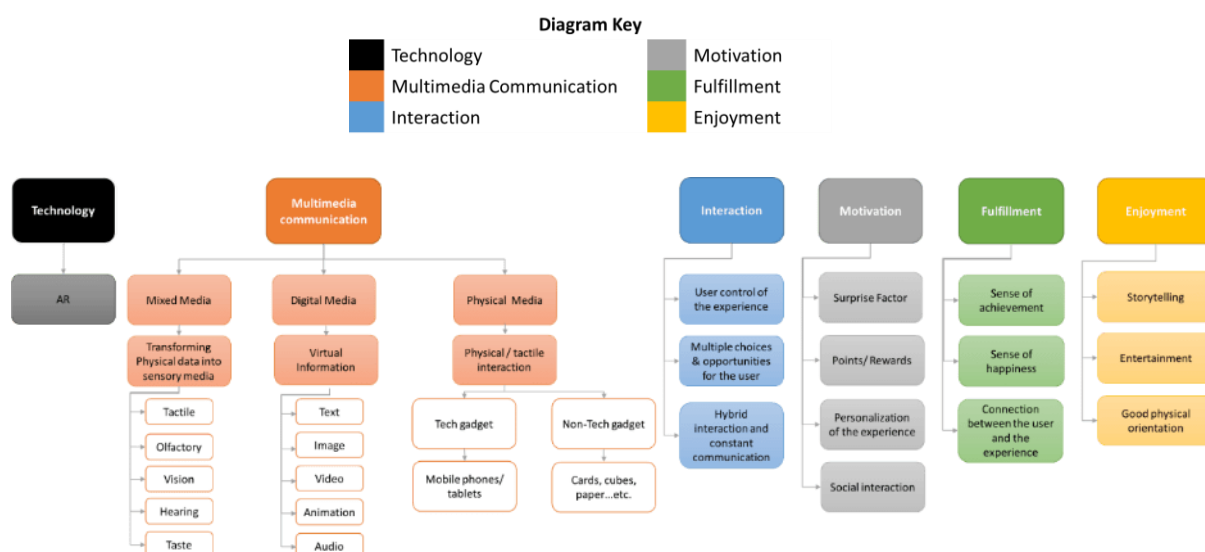 Diagram Key
Technology
Motivation
Multimedia Communication
Fulfillment
Interaction
Enjoyment
Technology
Multimedia
communication
Interaction
Motivation
Fulfillment
Enjoyment
AR
Mixed Media
Digital Media
Physical Media
Transforming
Physical data into
sensory media
Virtual
Information
Physical / tactile
interaction
Tactile
Olfactory
Vision
Hearing
Taste
Text
Image
Video
Animation
Audio
Tech gadget
Non-Tech gadget
Mobile phones/
tablets
Cards, cubes,
paper...etc.
User control of
the experience
Multiple choices
& opportunities
for the user
Hybrid
interaction and
constant
communication
Surprise Factor
Points/ Rewards
Personalization
of the experience
Social interaction
Sense of
achievement
Sense of
happiness
Connection
between the user
and the
experience
Storytelling
Entertainment
Good physical
orientation